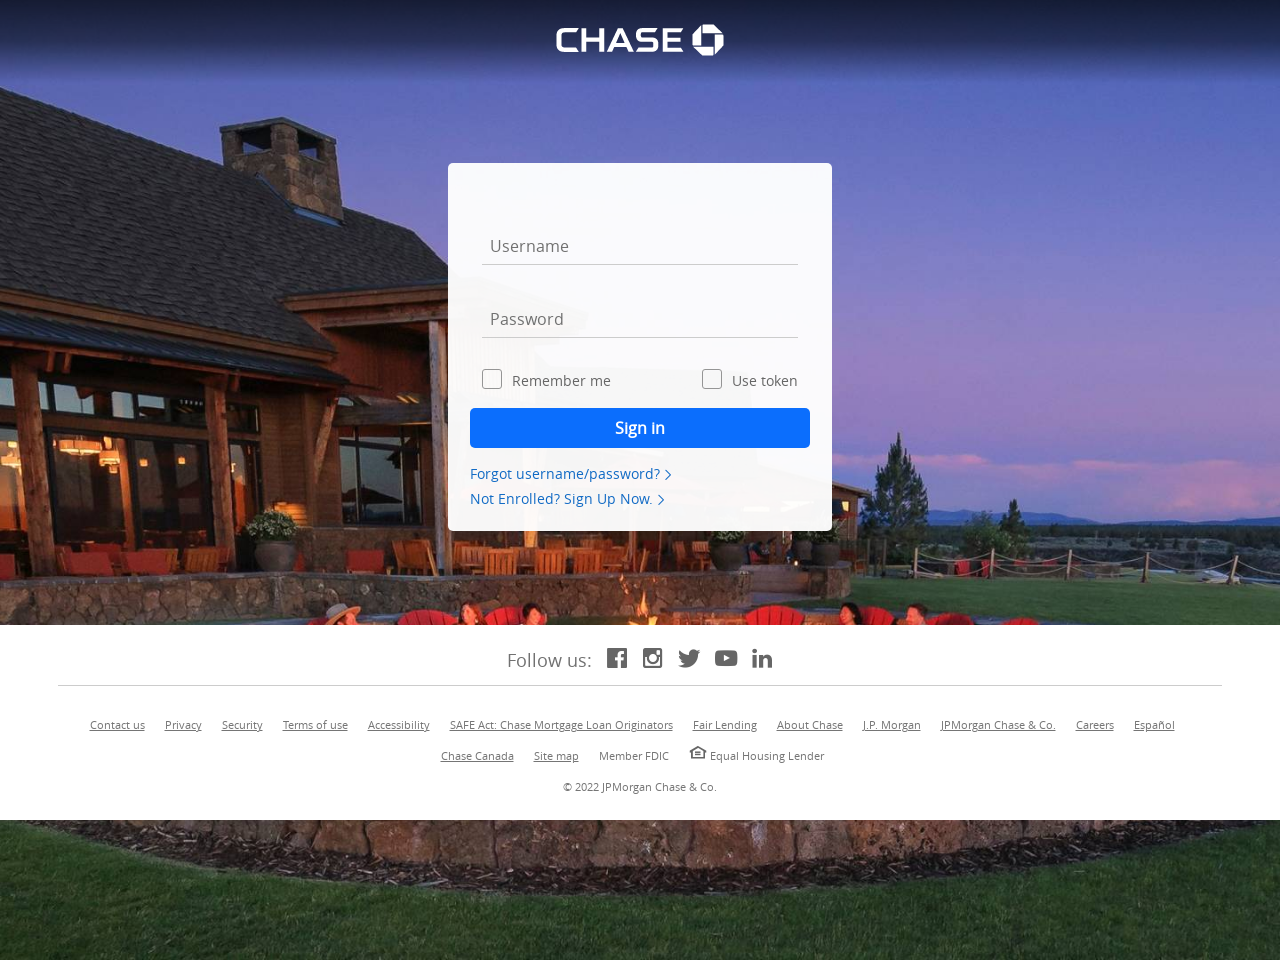 CHASE
Username
Password
Remember me Use token
Sign in
Forgot username/password?
Not Enrolled? Sign Up Now.
Follow us:
Contact us Privacy Security Terms of use Accessibility SAFE Act: Chase Mortgage Loan Originators Fair Lending About Chase J.P. Morgan JPMorgan Chase & Co. Careers Español
Chase Canada Site map Member FDIC Equal Housing Lender
© 2022 JPMorgan Chase & Co.